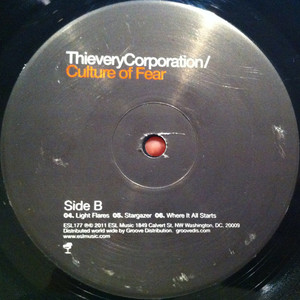 ThieveryCorporation/
Culture of Fear
Side B
04. Light Flares 05. Stargazer 06. Where It All Starts
ESL177 ℗© 2011 ESL Music 1849 Calvert St, NW Washington, DC. 20009
Distributed world wide by Groove Distribution. groovedis.com
www.eslmusic.com